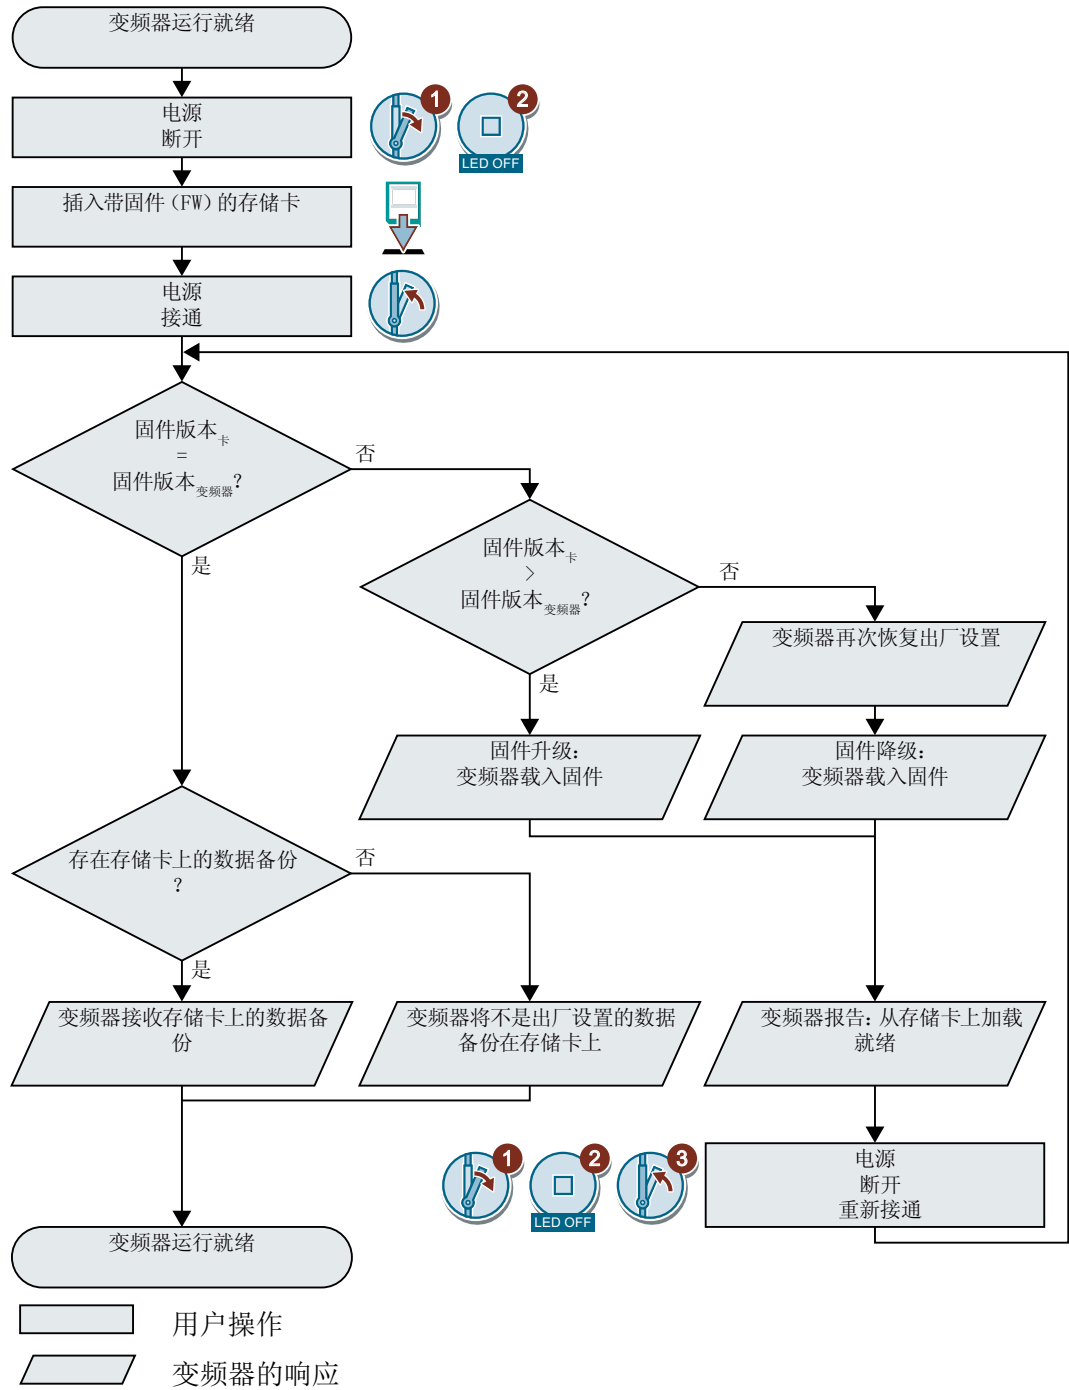 变频器运行就绪
电源
断开
1
2
LED OFF
插入带固件（FW）的存储卡
电源
接通
固件版本卡
=
固件版本变频器？
否
是
固件版本卡
>
固件版本变频器？
否
是
变频器再次恢复出厂设置
固件升级：
变频器载入固件
固件降级：
变频器载入固件
存在存储卡上的数据备份
？
否
是
变频器接收存储卡上的数据备
份
变频器将不是出厂设置的数据
备份在存储卡上
变频器报告：从存储卡上加载
就绪
1
2
3
LED OFF
电源
断开
重新接通
变频器运行就绪
用户操作
变频器的响应